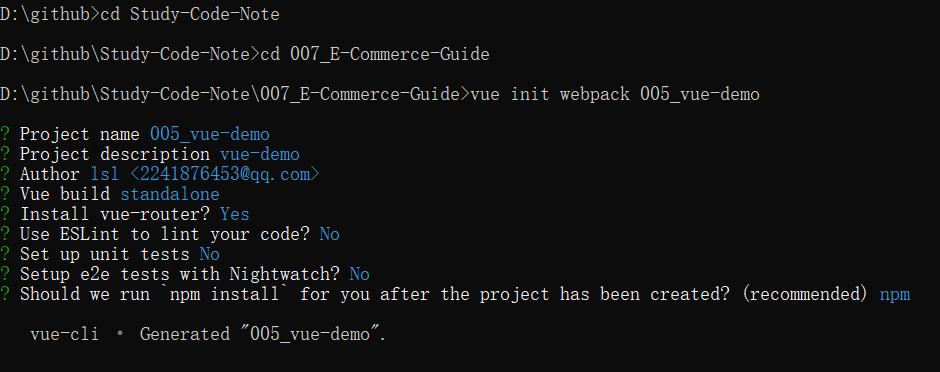 D:\github>cd Study-Code-Note
D:\github\Study-Code-Note>cd 007_E-Commerce-Guide
D:\github\Study-Code-Note\007_E-Commerce-Guide>vue init webpack 005_vue-demo
? Project name 005_vue-demo
? Project description vue-demo
? Author lsl <2241876453@qq.com>
? Vue build standalone
? Install vue-router? Yes
? Use ESLint to lint your code? No
? Set up unit tests No
? Setup e2e tests with Nightwatch? No
? Should we run `npm install` for you after the project has been created? (recommended) npm
vue-cli · Generated "005_vue-demo".